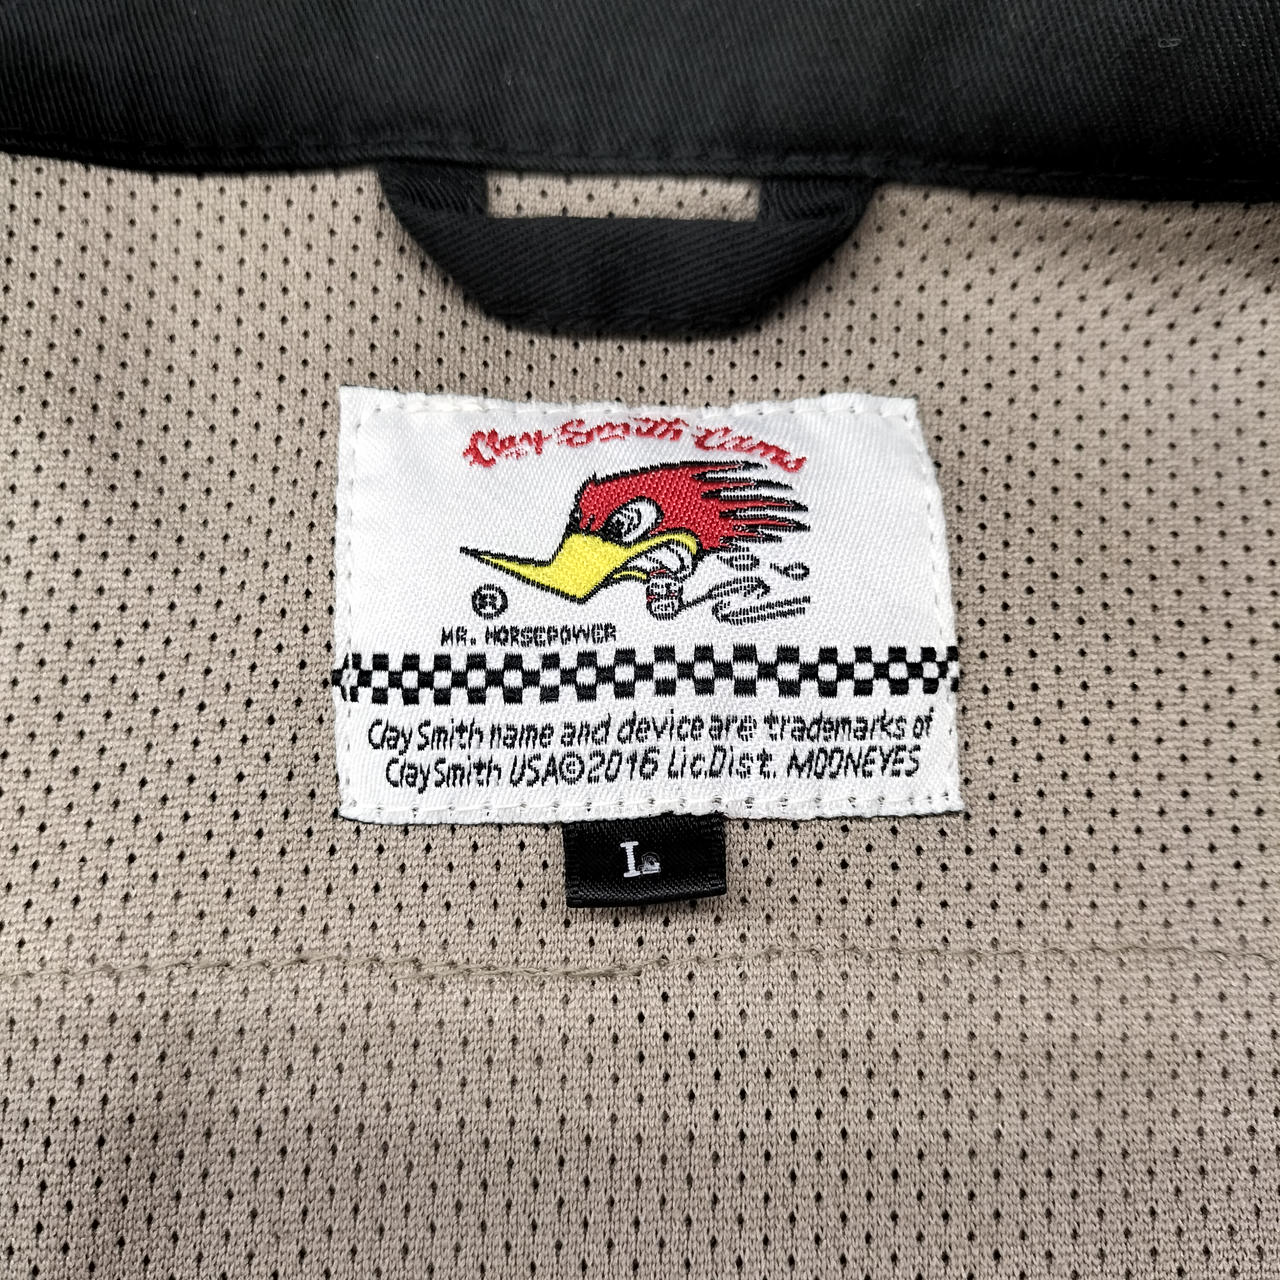 Clay Smith Cams
®
MR. HORSEPOWER
Clay Smith name and device are trademarks of
Clay Smith USA©2016 Lic.Dist. MOONEYES
L